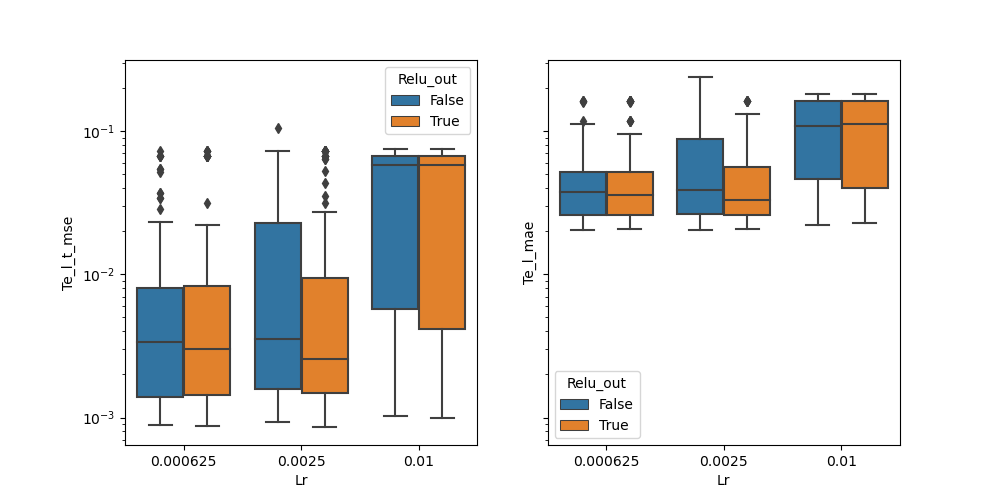 Te_l_t_mse
10⁻¹
10⁻²
10⁻³
Relu_out
False
True
0.000625
0.0025
0.01
Lr
Te_l_mae
Relu_out
False
True
0.000625
0.0025
0.01
Lr